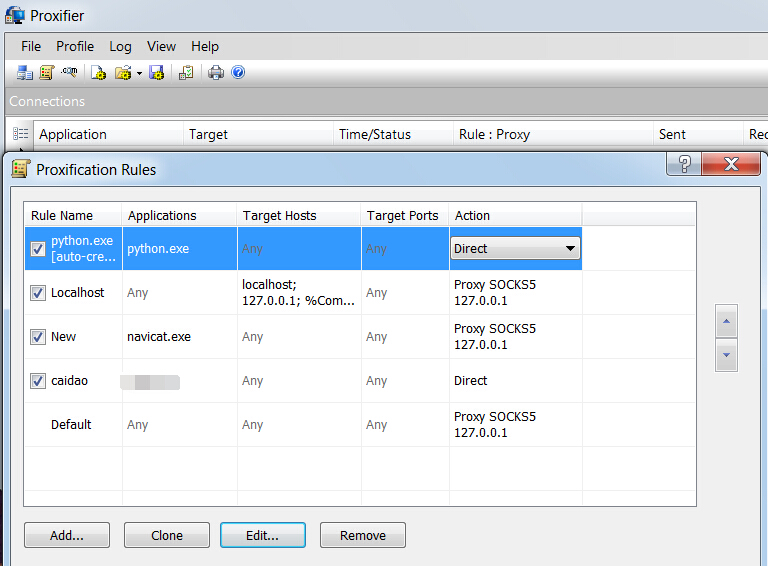 Proxifier
File Profile Log View Help
.com
Connections
Application Target Time/Status Rule : Proxy Sent Rec
Proxification Rules
Rule Name Applications Target Hosts Target Ports Action
python.exe
[auto-cre... python.exe Any Any Direct
Localhost Any localhost;
127.0.0.1; %Com... Any Proxy SOCKS5
127.0.0.1
New navicat.exe Any Any Proxy SOCKS5
127.0.0.1
caidao Any Any Direct
Default Any Any Any Proxy SOCKS5
127.0.0.1
Add... Clone Edit... Remove